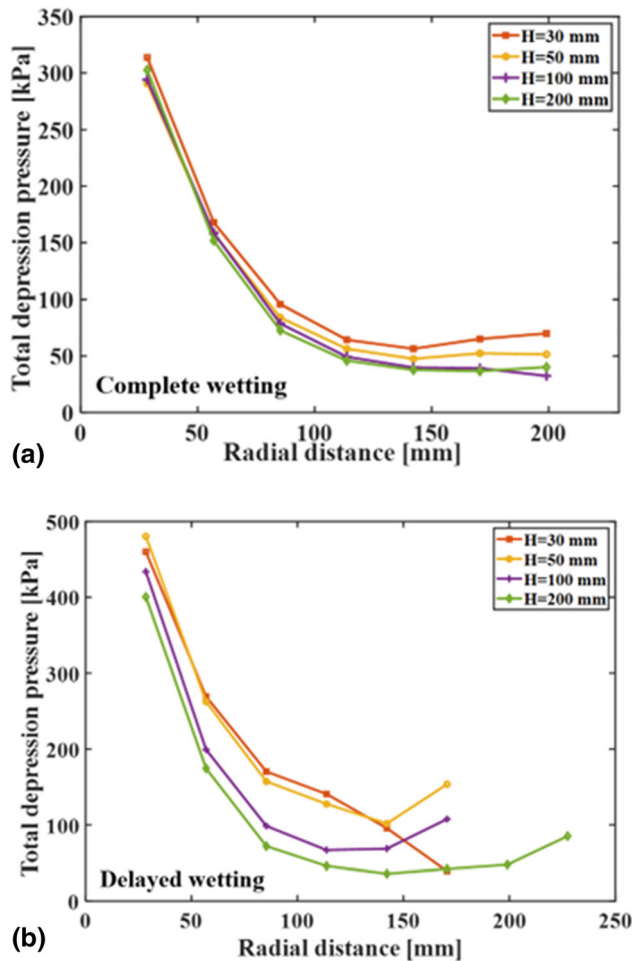 350
300
250
200
150
100
50
0
Total depression pressure [kPa]
H=30 mm
H=50 mm
H=100 mm
H=200 mm
Complete wetting
0 50 100 150 200
Radial distance [mm]
(a)
500
400
300
200
100
0
Total depression pressure [kPa]
H=30 mm
H=50 mm
H=100 mm
H=200 mm
Delayed wetting
0 50 100 150 200 250
Radial distance [mm]
(b)